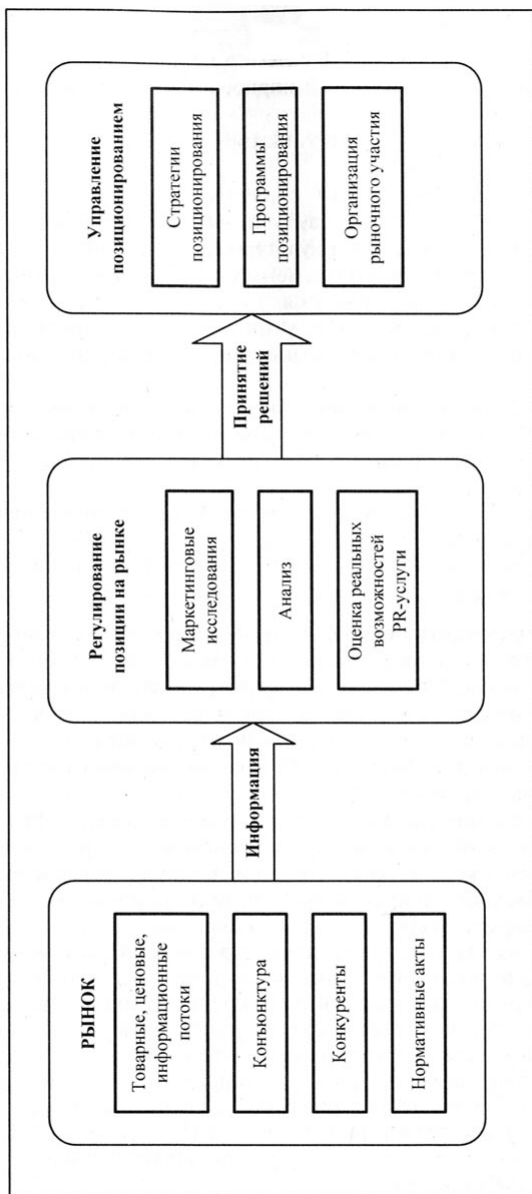 РЫНОК
Товарные, ценовые,
информационные
потоки
Конъюнктура
Конкуренты
Нормативные акты
Информация
Регулирование
позиции на рынке
Маркетинговые
исследования
Анализ
Оценка реальных
возможностей
PR-услуги
Принятие
решений
Управление
позиционированием
Стратегии
позиционирования
Программы
позиционирования
Организация
рыночного участия